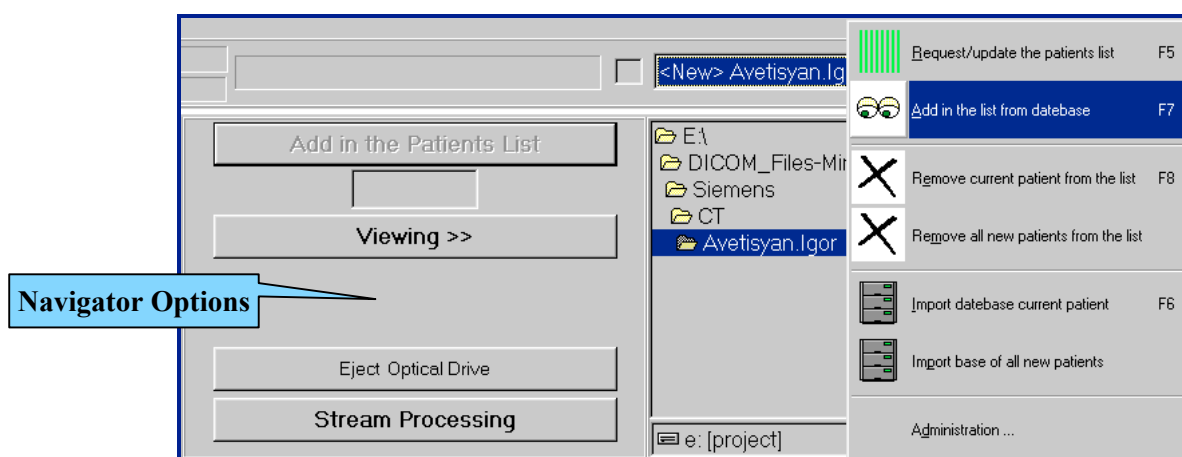 <New> Avetisyan.Ig
Add in the Patients List
Viewing >>
Navigator Options
Eject Optical Drive
Stream Processing
E:\
DICOM_Files-Mir
Siemens
CT
Avetisyan.Igor
e: [project]
Request/update the patients list F5
Add in the list from datebase F7
Remove current patient from the list F8
Remove all new patients from the list
Import datebase current patient F6
Import base of all new patients
Administration ...